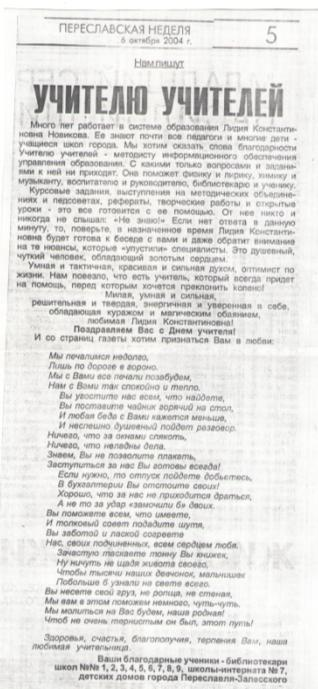 ПЕРЕСЛАВСКАЯ НЕДЕЛЯ
6 октября 2004 г.
5
Нам пишут
УЧИТЕЛЮ УЧИТЕЛЕЙ
Много лет работает в системе образования Лидия Константи-
новна Новикова. Ее знают почти все педагоги и многие дети -
учащиеся школ города. Мы хотим сказать слова благодарности
Учителю учителей - методисту информационного обеспечения
управления образования. С какими только вопросами и задани-
ями к ней ни приходят. Она поможет физику и лирику, химику и
музыканту, воспитателю и руководителю, библиотекарю и ученику.
Курсовые задания, выступления на методических объединe-
ниях и педсоветах, рефераты, творческие работы и открытые
уроки - это все готовится с ее помощью. От нее никто и
никогда не слышал: «Не знаю!» Если нет ответа в данную
минуту, то, поверьте, в назначенное время Лидия Константи-
новна будет готова к беседе с вами и даже обратит внимание
на те нюансы, которые «упустили» специалисты. Это душевный,
чуткий человек, обладающий золотым сердцем.
Умная и тактичная, красивая и сильная духом, оптимист по
жизни. Нам повезло, что есть учитель, который всегда придет
на помощь, перед которым хочется преклонить колено!
Милая, умная и сильная,
решительная и твердая, энергичная и уверенная в себе,
обладающая куражом и магическим обаянием,
любимая Лидия Константиновна!
Поздравляем Вас с Днем учителя!
И со страниц газеты хотим признаться Вам в любви:
Мы печалимся недолго,
Лишь по дороге в гороно.
Мы с Вами все печали позабудем,
Нам с Вами так спокойно и тепло.
Вы угостите нас всем, что найдете,
Вы поставите чайник горячий на стол,
И любая беда с Вами кажется меньше,
И неспешно душевный пойдет разговор.
Ничего, что за окнами слякоть,
Ничего, что неладны дела.
Знаем, Вы не позволите плакать,
Заступиться за нас Вы готовы всегда!
Если нужно, то отпуск пойдете добьетесь,
В бухгалтерии Вы отстоите своих!
Хорошо, что за нас не приходится драться,
А не то за удар «замочили б» двоих.
Вы поможете всем, что имеете,
И толковый совет подадите шутя,
Вы заботой и лаской согреете
Нас, своих подчиненных, всем сердцем любя.
Зачастую таскаете тонну Вы книжек,
Ну ничуть не щадя живота своего,
Чтобы тысячи наших девчонок, мальчишек
Побольше б узнали на свете всего.
Вы несете свой груз, не ропща, не стеная,
Мы вам в этом поможем немного, чуть-чуть.
Мы молиться на Вас будем, наша родная!
Чтоб не очень тернистым он был, этот путь!
Здоровья, счастья, благополучия, терпения Вам, наша
любимая учительница.
Ваши благодарные ученики - библиотекари
школ №№ 1, 2, 3, 4, 5, 6, 7, 8, 9, школы-интерната № 7,
детских домов города Переславля-Залесского